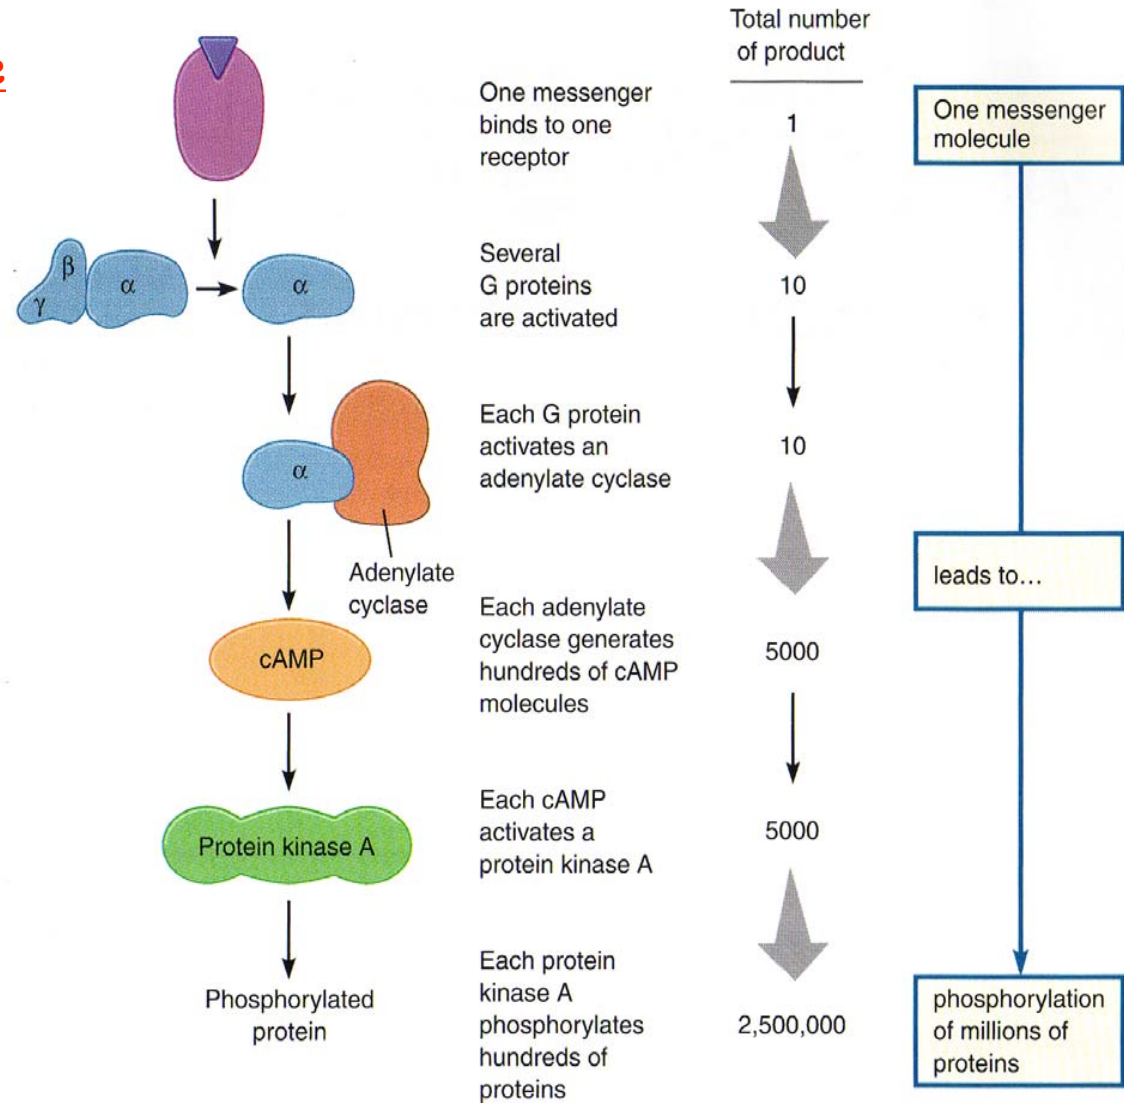 Total number
of product
One messenger
binds to one
receptor
1
One messenger
molecule
β
α
γ
α
Several
G proteins
are activated
10
α
Each G protein
activates an
adenylate cyclase
10
Adenylate
cyclase
leads to...
cAMP
Each adenylate
cyclase generates
hundreds of cAMP
molecules
5000
Protein kinase A
Each cAMP
activates a
protein kinase A
5000
Phosphorylated
protein
Each protein
kinase A
phosphorylates
hundreds of
proteins
2,500,000
phosphorylation
of millions of
proteins